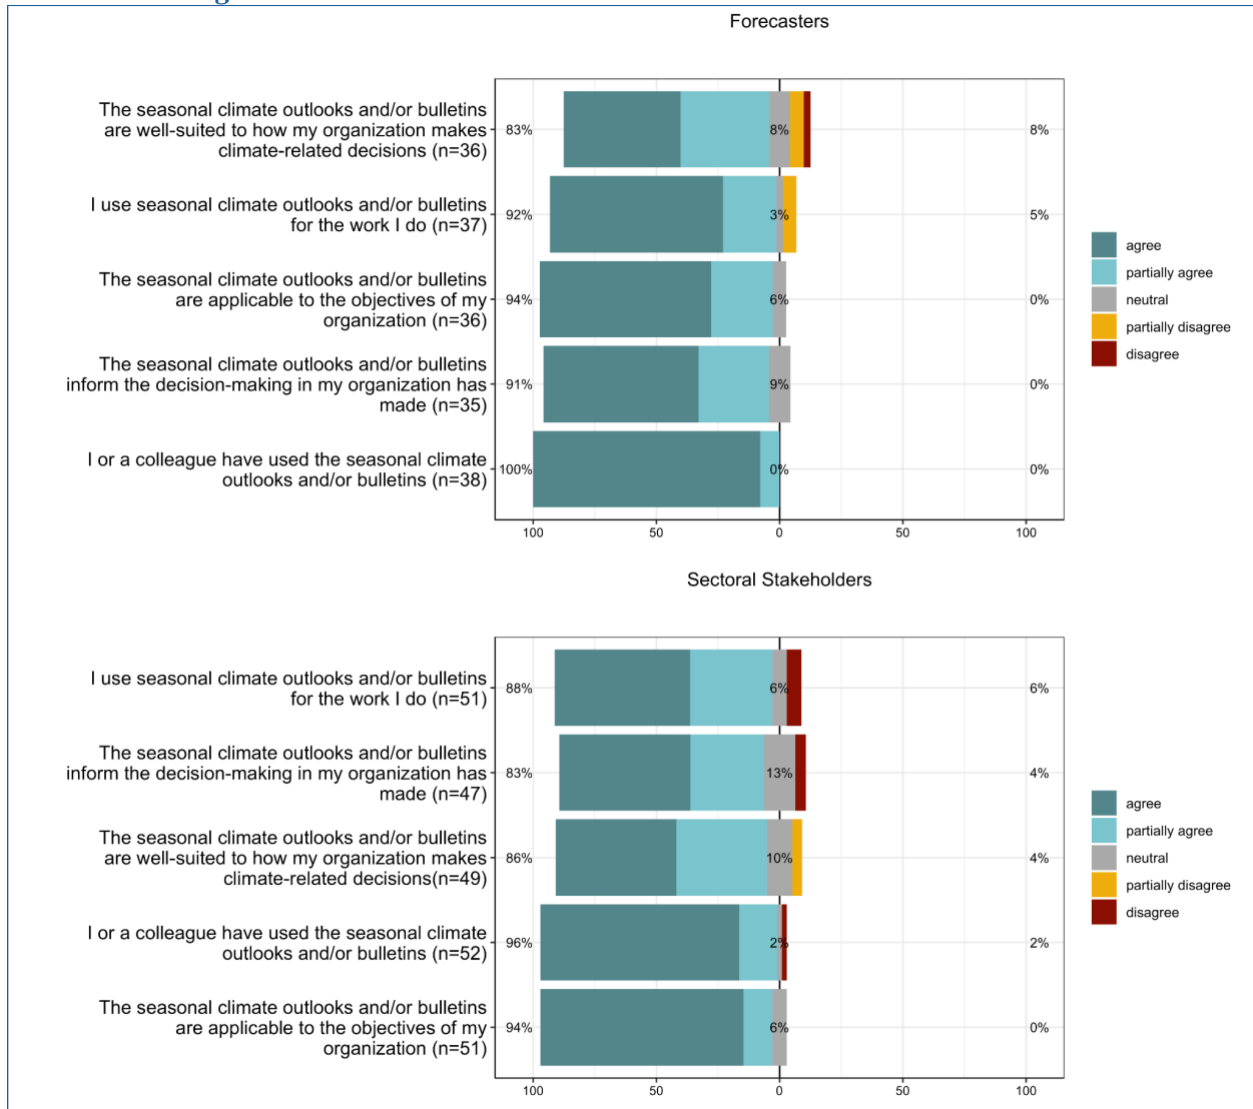 Forecasters
The seasonal climate outlooks and/or bulletins
are well-suited to how my organization makes
climate-related decisions (n=36)
83%
8%
8%
I use seasonal climate outlooks and/or bulletins
for the work I do (n=37)
92%
3%
5%
The seasonal climate outlooks and/or bulletins
are applicable to the objectives of my
organization (n=36)
94%
6%
0%
The seasonal climate outlooks and/or bulletins
inform the decision-making in my organization has
made (n=35)
91%
9%
0%
I or a colleague have used the seasonal climate
outlooks and/or bulletins (n=38)
100%
0%
0%
100 50 0 50 100
agree
partially agree
neutral
partially disagree
disagree
Sectoral Stakeholders
I use seasonal climate outlooks and/or bulletins
for the work I do (n=51)
88%
6%
6%
The seasonal climate outlooks and/or bulletins
inform the decision-making in my organization has
made (n=47)
83%
13%
4%
The seasonal climate outlooks and/or bulletins
are well-suited to how my organization makes
climate-related decisions(n=49)
86%
10%
4%
I or a colleague have used the seasonal climate
outlooks and/or bulletins (n=52)
96%
2%
2%
The seasonal climate outlooks and/or bulletins
are applicable to the objectives of my
organization (n=51)
94%
6%
0%
100 50 0 50 100
agree
partially agree
neutral
partially disagree
disagree